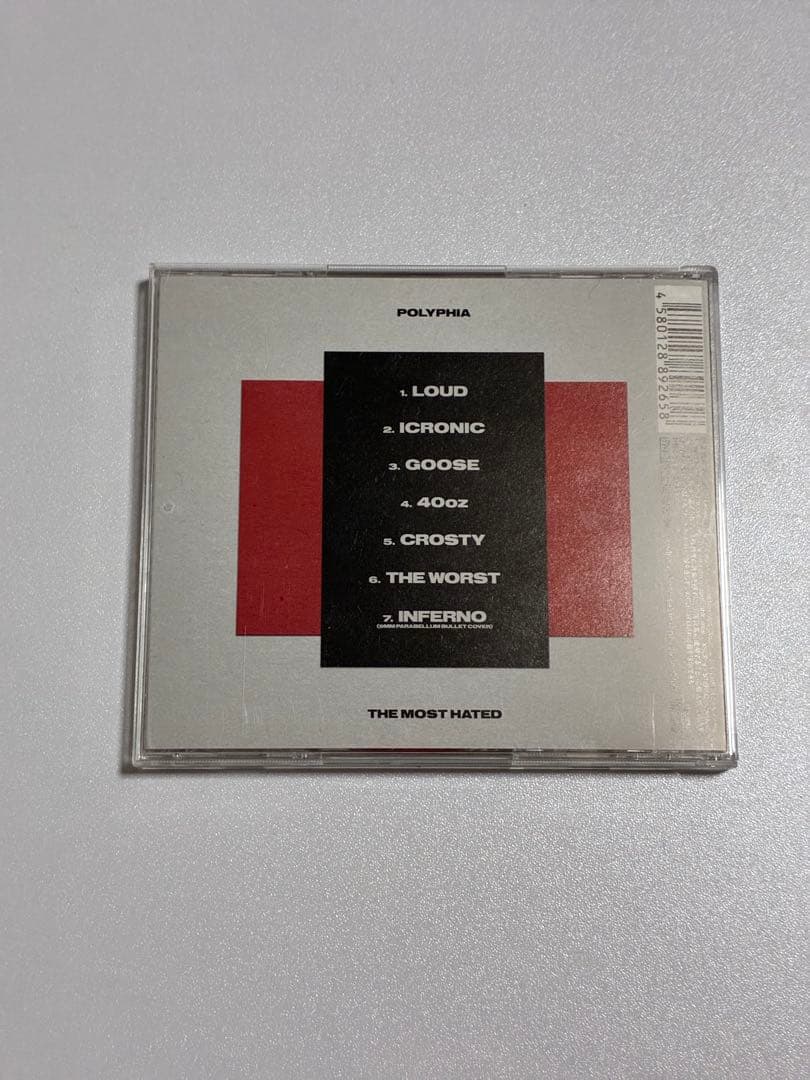 POLYPHIA
1. LOUD
2. ICRONIC
3. GOOSE
4. 40oz
5. CROSTY
6. THE WORST
7. INFERNO
(9MM PARABELLUM BULLET COVER)
THE MOST HATED
4 580128 892658